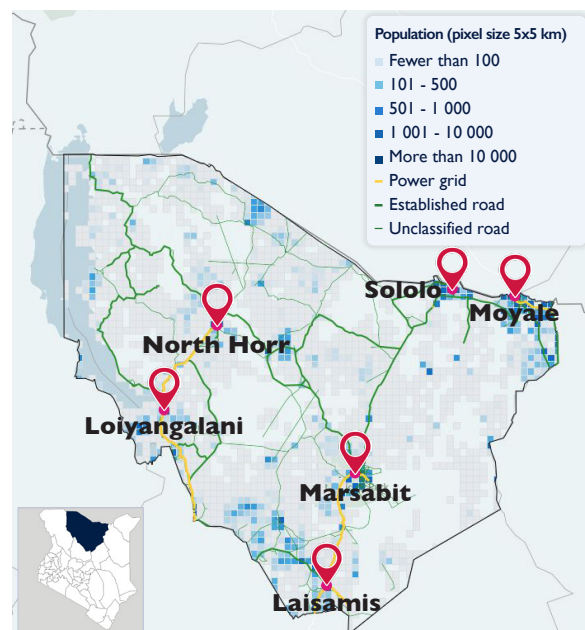 Population (pixel size 5x5 km)
Fewer than 100
101 - 500
501 - 1 000
1 001 - 10 000
More than 10 000
Power grid
Established road
Unclassified road
Sololo
Moyale
North Horr
Loiyangalani
Marsabit
Laisamis